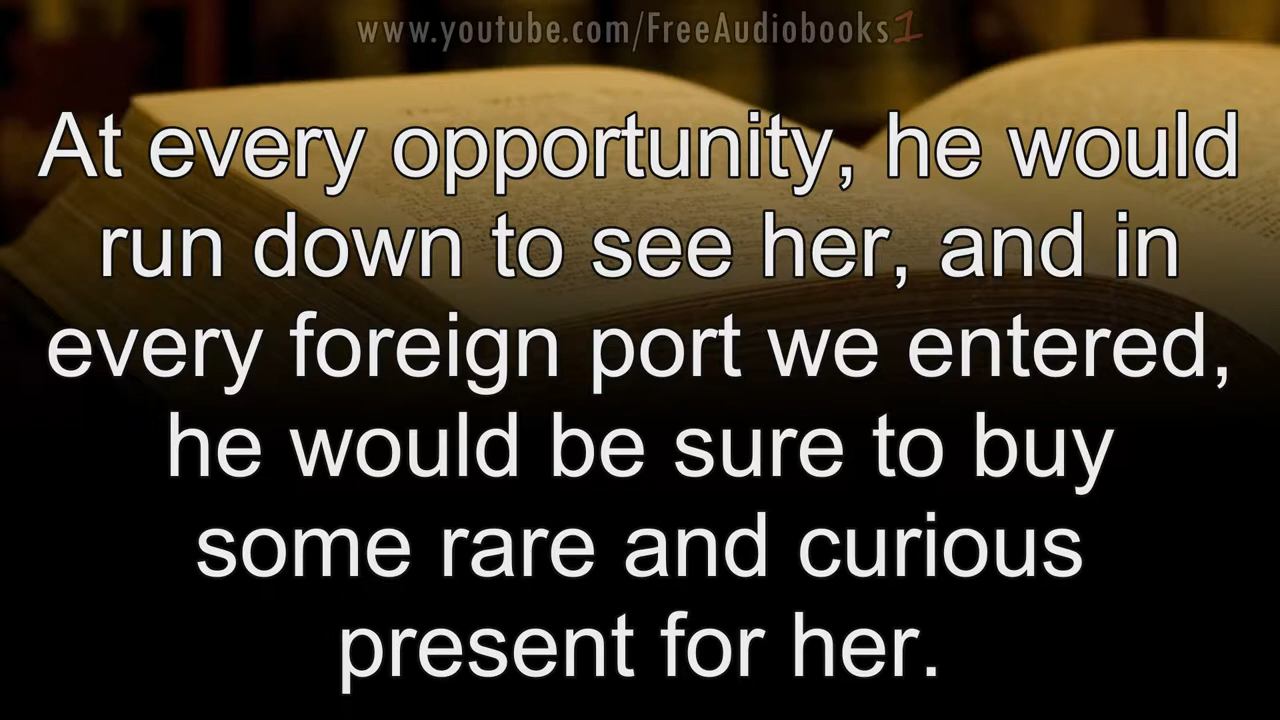 www.youtube.com/FreeAudiobooks1
At every opportunity, he would
run down to see her, and in
every foreign port we entered,
he would be sure to buy
some rare and curious
present for her.